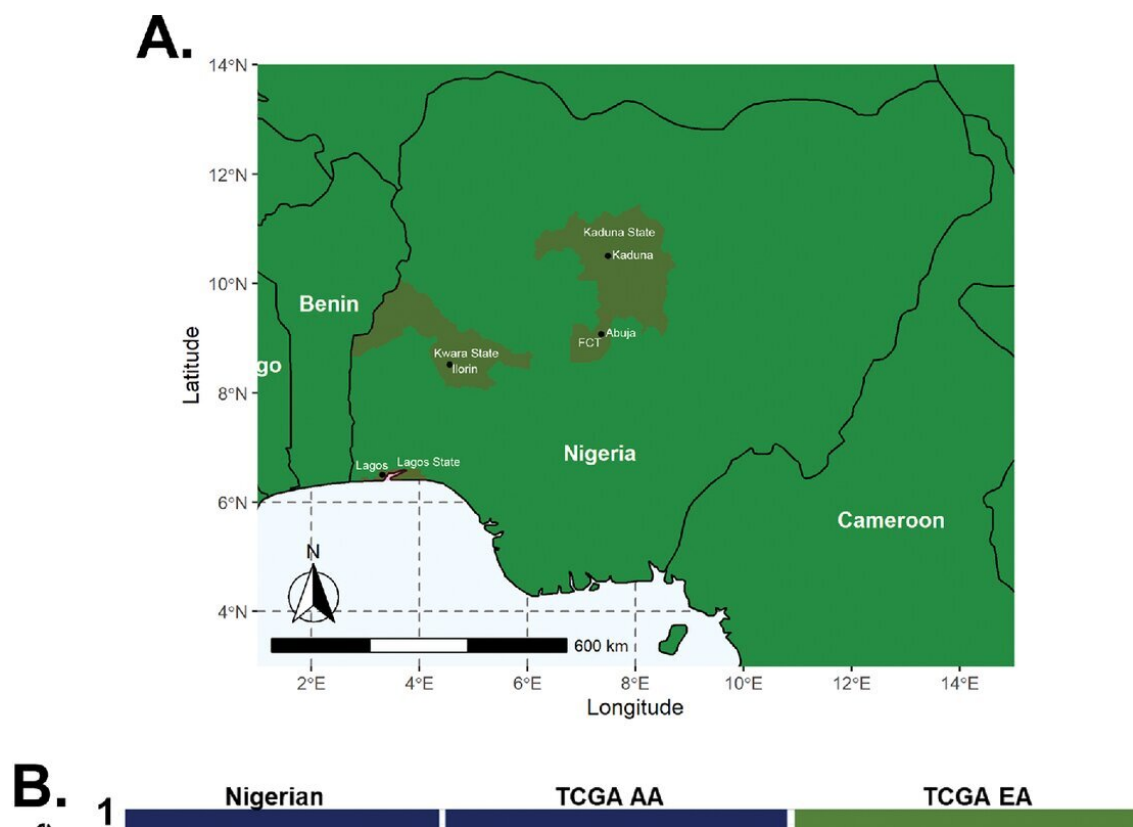 A.
14°N
12°N
10°N
8°N
6°N
4°N
Latitude
Kaduna State
Kaduna
Benin
Abuja
FCT
Kwara State
Ilorin
go
Lagos State
Lagos
Nigeria
Cameroon
N
600 km
2°E 4°E 6°E 8°E 10°E 12°E 14°E
Longitude
B.
Nigerian TCGA AA TCGA EA
1